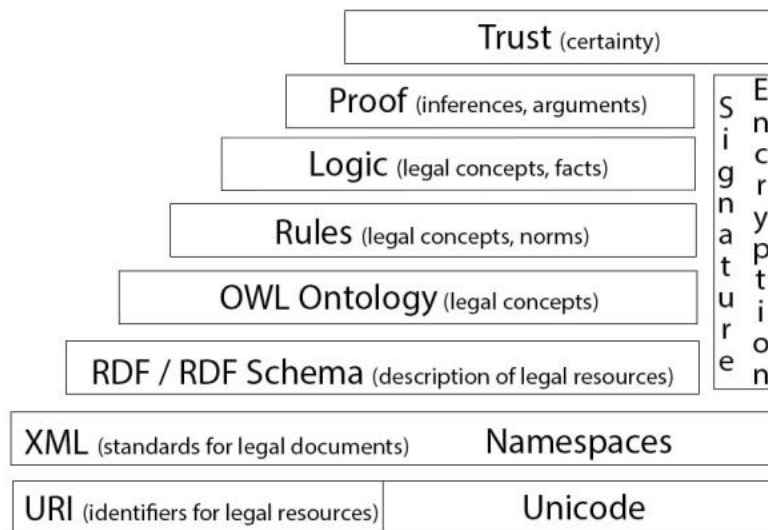 Trust (certainty)
Proof (inferences, arguments)
Logic (legal concepts, facts)
Rules (legal concepts, norms)
OWL Ontology (legal concepts)
RDF / RDF Schema (description of legal resources)
Signature
Encryption
XML (standards for legal documents) Namespaces
URI (identifiers for legal resources) Unicode